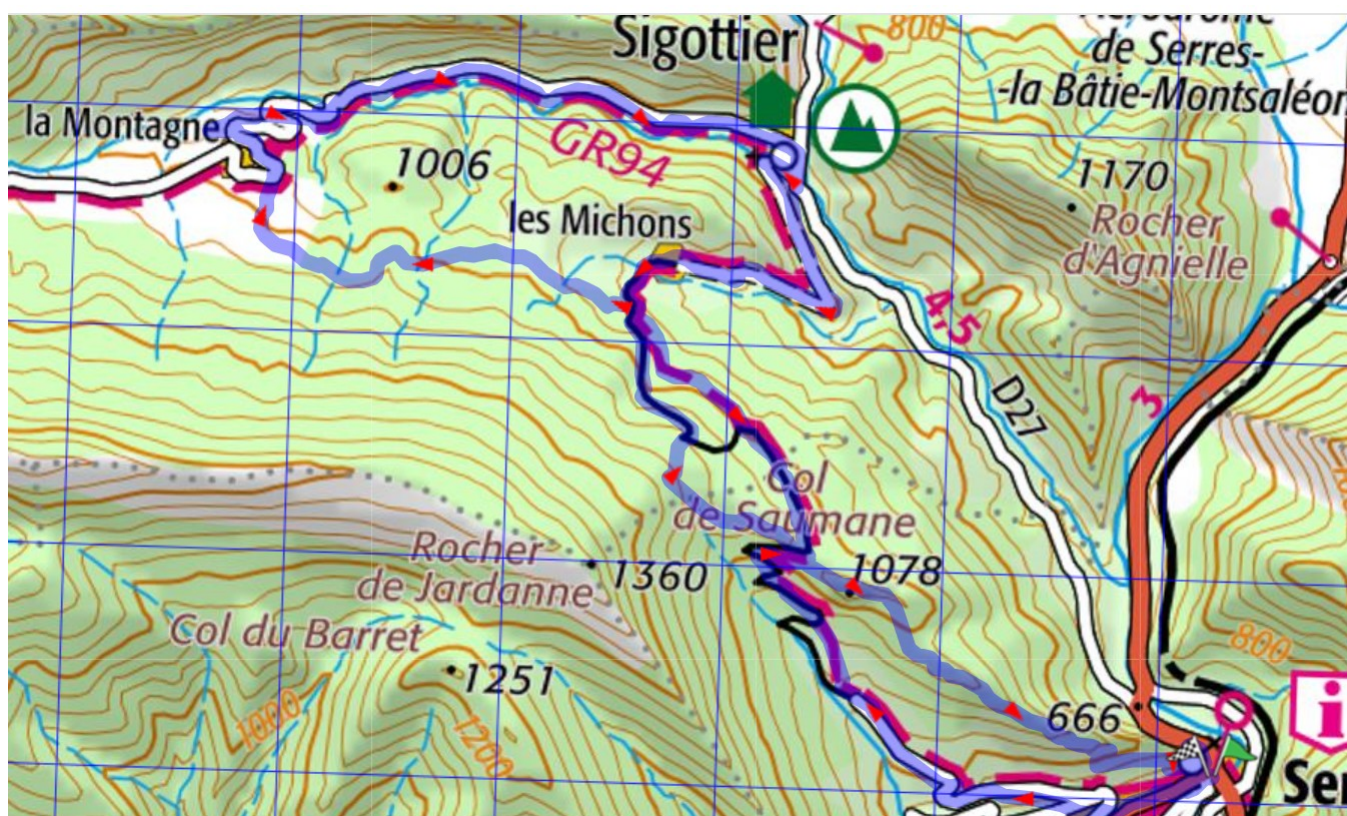 Sigottier
800
de Serres-
-la Bâtie-Montsaléon
la Montagne
GR94
1006
1170
les Michons
Rocher
d'Agnielle
4,5
3
D27
Col
de Saumane
Rocher
de Jardanne
1360
1078
Col du Barret
1251
800
666
1000
1200
i
Ser